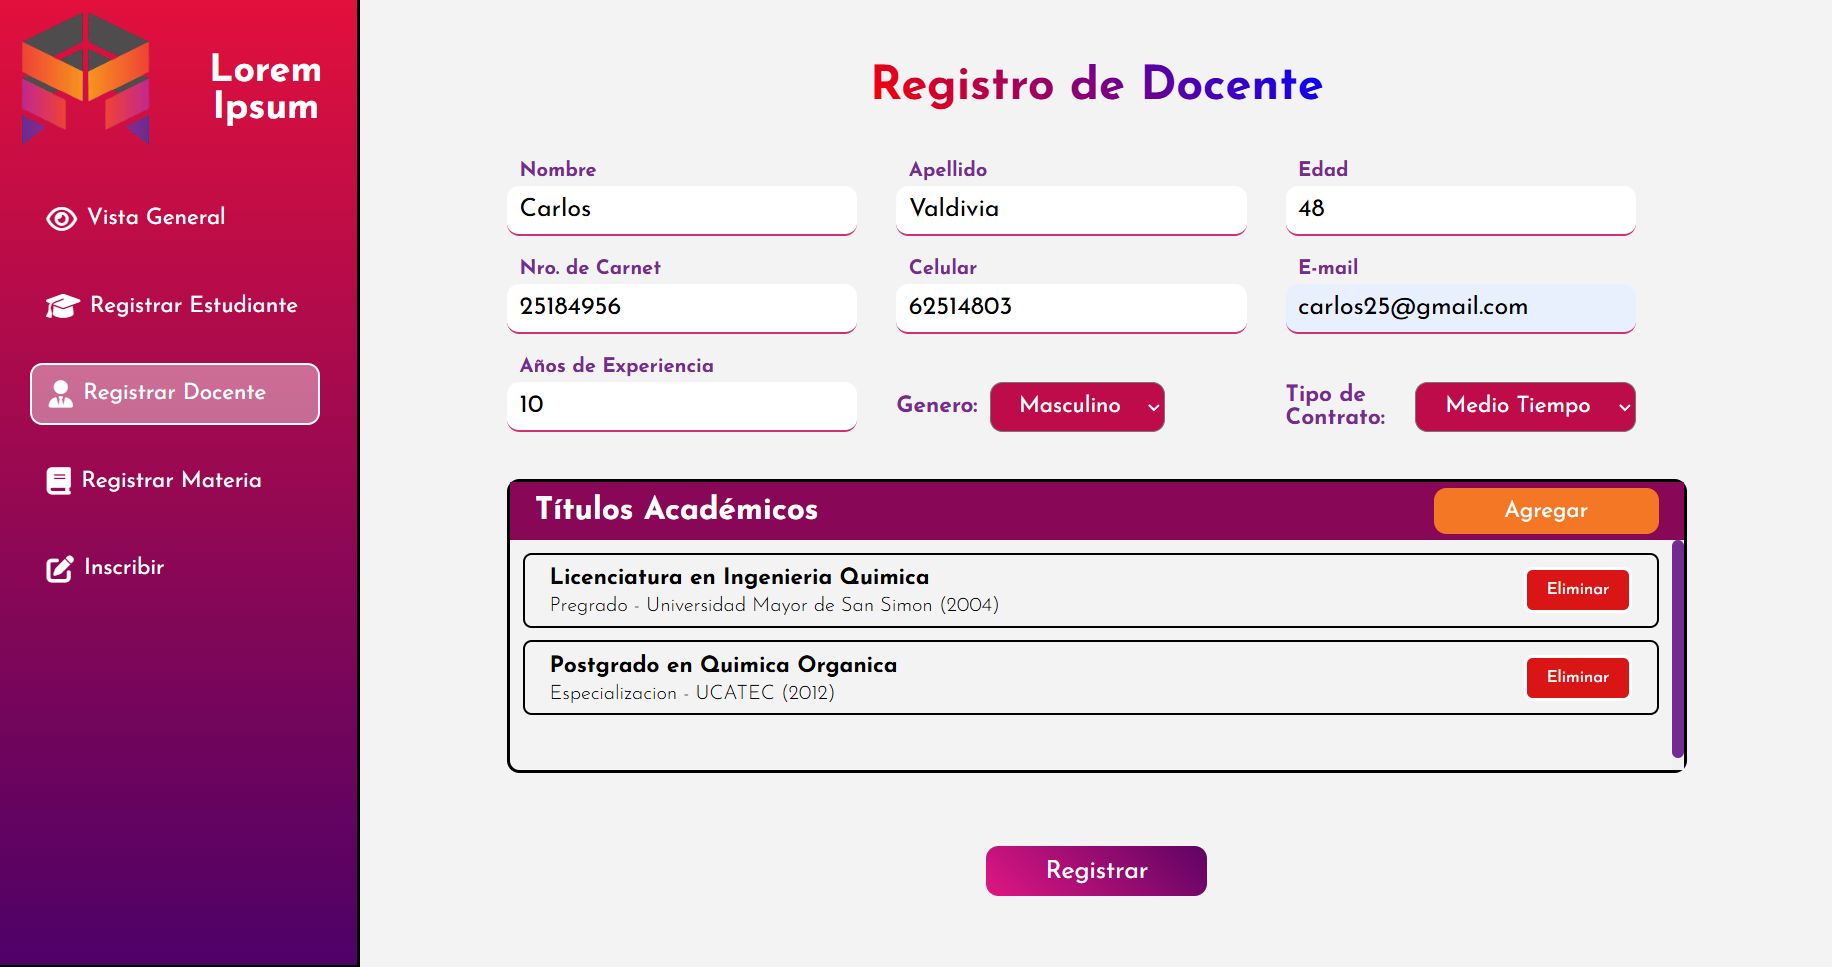 Lorem
Ipsum
Vista General
Registrar Estudiante
Registrar Docente
Registrar Materia
Inscribir
Registro de Docente
Nombre
Carlos
Apellido
Valdivia
Edad
48
Nro. de Carnet
25184956
Celular
62514803
E-mail
carlos25@gmail.com
Años de Experiencia
10
Genero:
Masculino
Tipo de
Contrato:
Medio Tiempo
Títulos Académicos
Agregar
Licenciatura en Ingenieria Quimica
Pregrado - Universidad Mayor de San Simon (2004)
Eliminar
Postgrado en Quimica Organica
Especializacion - UCATEC (2012)
Eliminar
Registrar